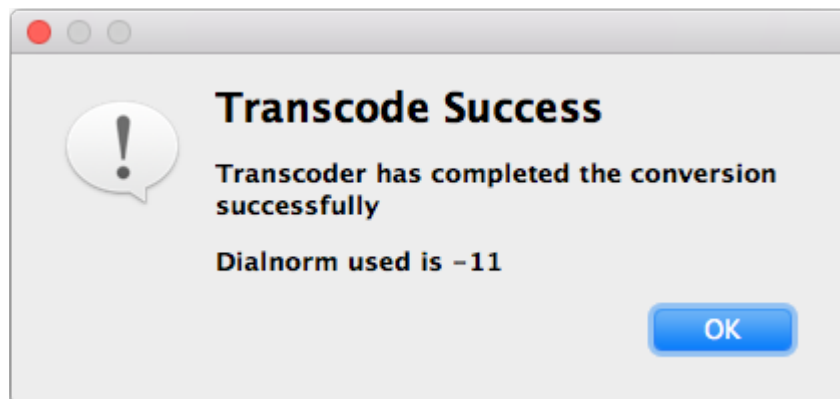 Transcode Success
Transcoder has completed the conversion
successfully
Dialnorm used is -11
OK